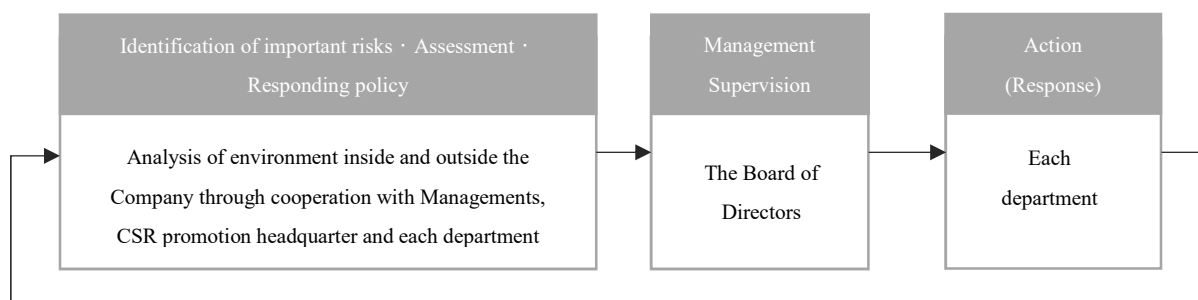 Identification of important risks・Assessment・
Responding policy
Analysis of environment inside and outside the
Company through cooperation with Managements,
CSR promotion headquarter and each department
Management
Supervision
The Board of
Directors
Action
(Response)
Each
department